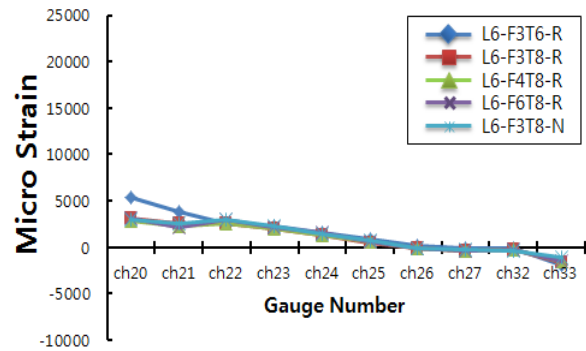 25000
20000
15000
10000
5000
0
-5000
-10000
Micro Strain
L6-F3T6-R
L6-F3T8-R
L6-F4T8-R
L6-F6T8-R
L6-F3T8-N
ch20 ch21 ch22 ch23 ch24 ch25 ch26 ch27 ch32 ch33
Gauge Number